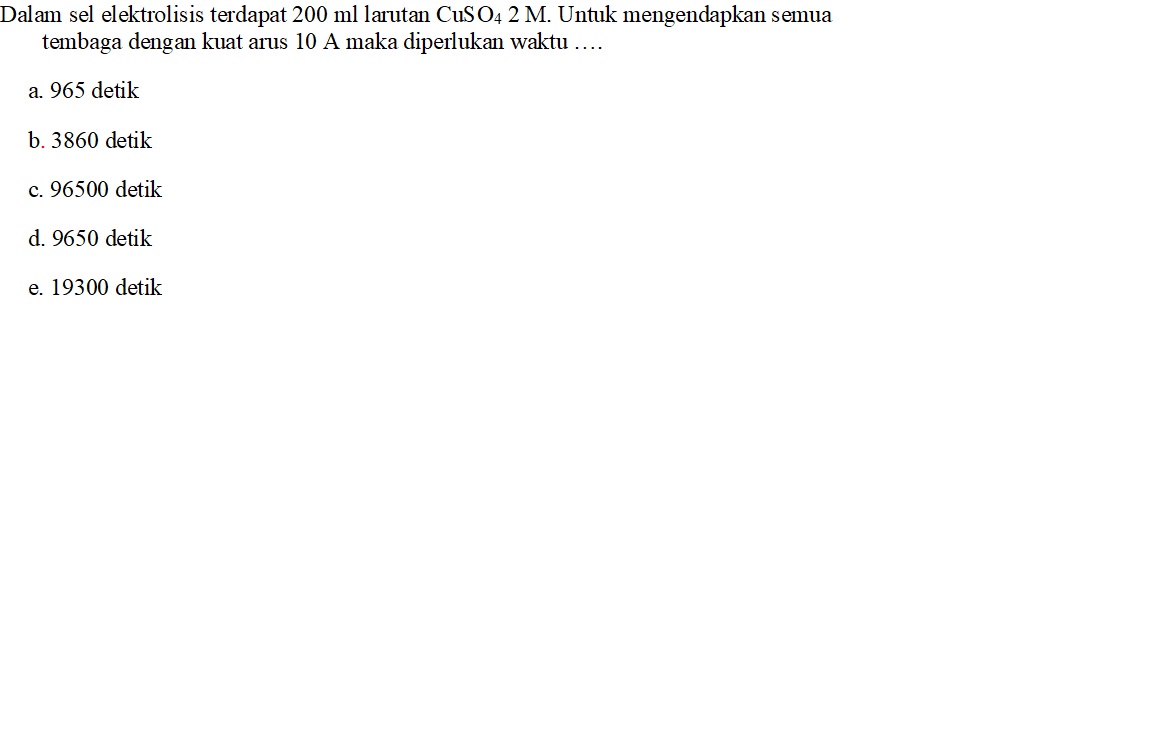 Dalam sel elektrolisis terdapat 200 ml larutan CuSO₄ 2 M. Untuk mengendapkan semua
tembaga dengan kuat arus 10 A maka diperlukan waktu ….
a. 965 detik
b. 3860 detik
c. 96500 detik
d. 9650 detik
e. 19300 detik